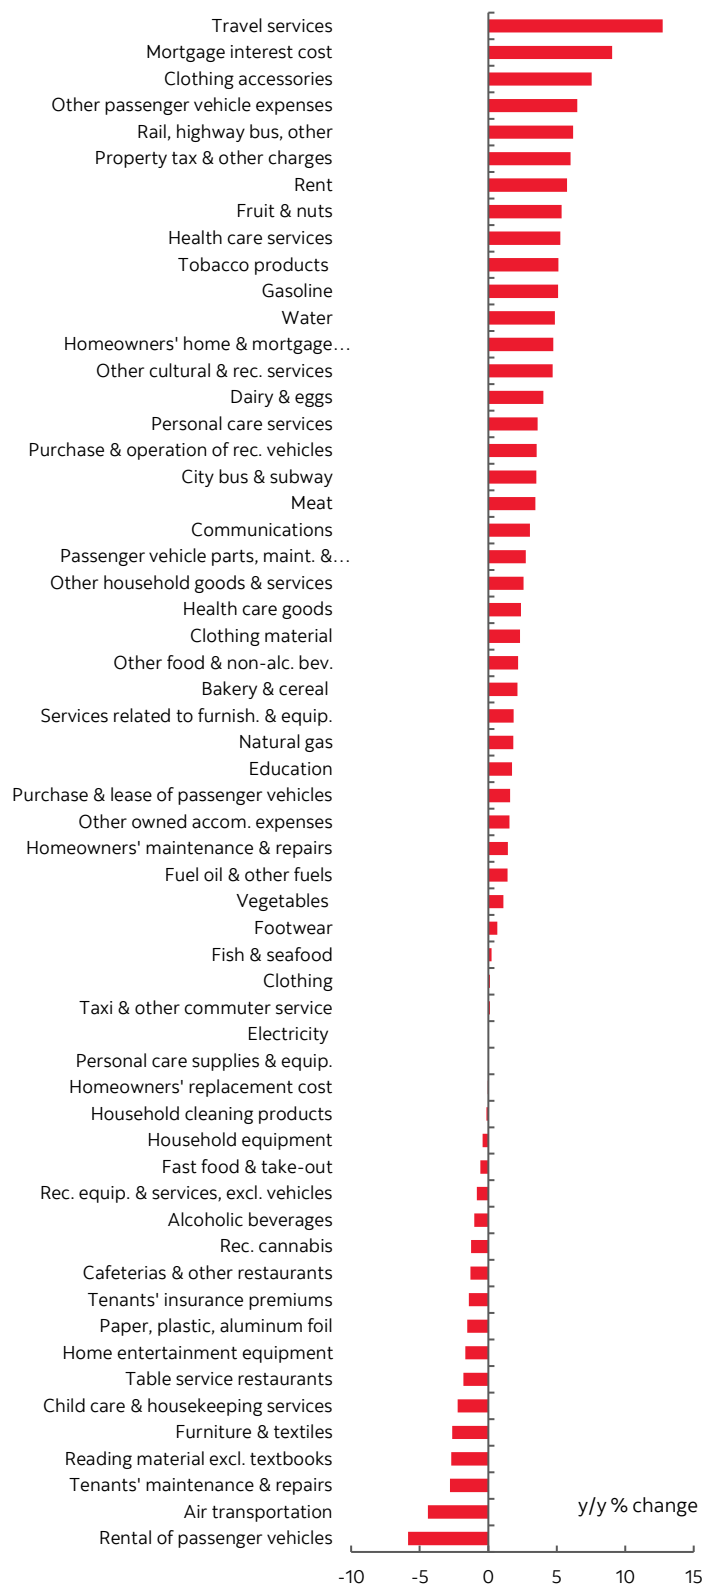 Travel services
Mortgage interest cost
Clothing accessories
Other passenger vehicle expenses
Rail, highway bus, other
Property tax & other charges
Rent
Fruit & nuts
Health care services
Tobacco products
Gasoline
Water
Homeowners' home & mortgage…
Other cultural & rec. services
Dairy & eggs
Personal care services
Purchase & operation of rec. vehicles
City bus & subway
Meat
Communications
Passenger vehicle parts, maint. &…
Other household goods & services
Health care goods
Clothing material
Other food & non-alc. bev.
Bakery & cereal
Services related to furnish. & equip.
Natural gas
Education
Purchase & lease of passenger vehicles
Other owned accom. expenses
Homeowners' maintenance & repairs
Fuel oil & other fuels
Vegetables
Footwear
Fish & seafood
Clothing
Taxi & other commuter service
Electricity
Personal care supplies & equip.
Homeowners' replacement cost
Household cleaning products
Household equipment
Fast food & take-out
Rec. equip. & services, excl. vehicles
Alcoholic beverages
Rec. cannabis
Cafeterias & other restaurants
Tenants' insurance premiums
Paper, plastic, aluminum foil
Home entertainment equipment
Table service restaurants
Child care & housekeeping services
Furniture & textiles
Reading material excl. textbooks
Tenants' maintenance & repairs
Air transportation
y/y % change
Rental of passenger vehicles
-10 -5 0 5 10 15